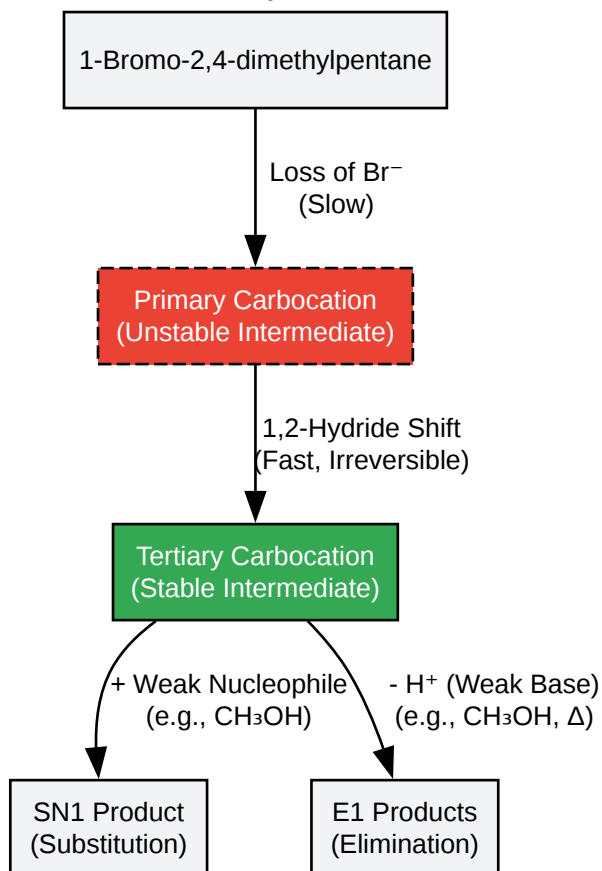 1-Bromo-2,4-dimethylpentane
Loss of Br⁻
(Slow)
Primary Carbocation
(Unstable Intermediate)
1,2-Hydride Shift
(Fast, Irreversible)
Tertiary Carbocation
(Stable Intermediate)
+ Weak Nucleophile
(e.g., CH₃OH)
- H⁺ (Weak Base)
(e.g., CH₃OH, Δ)
SN1 Product
(Substitution)
E1 Products
(Elimination)